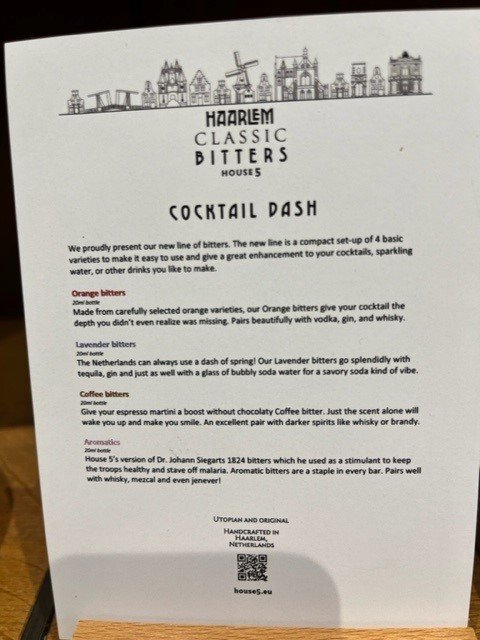 HAARLEM
CLASSIC
BITTERS
HOUSE 5
COCKTAIL DASH
We proudly present our new line of bitters. The new line is a compact set-up of 4 basic
varieties to make it easy to use and give a great enhancement to your cocktails, sparkling
water, or other drinks you like to make.
Orange bitters
20ml bottle
Made from carefully selected orange varieties, our Orange bitters give your cocktail the
depth you didn't even realize was missing. Pairs beautifully with vodka, gin, and whisky.
Lavender bitters
20ml bottle
The Netherlands can always use a dash of spring! Our Lavender bitters go splendidly with
tequila, gin and just as well with a glass of bubbly soda water for a savory soda kind of vibe.
Coffee bitters
20ml bottle
Give your espresso martini a boost without chocolaty Coffee bitter. Just the scent alone will
wake you up and make you smile. An excellent pair with darker spirits like whisky or brandy.
Aromatics
20ml bottle
House 5's version of Dr. Johann Siegarts 1824 bitters which he used as a stimulant to keep
the troops healthy and stave off malaria. Aromatic bitters are a staple in every bar. Pairs well
with whisky, mezcal and even jenever!
UTOPIAN AND ORIGINAL
HANDCRAFTED IN
HAARLEM,
NETHERLANDS
house5.eu